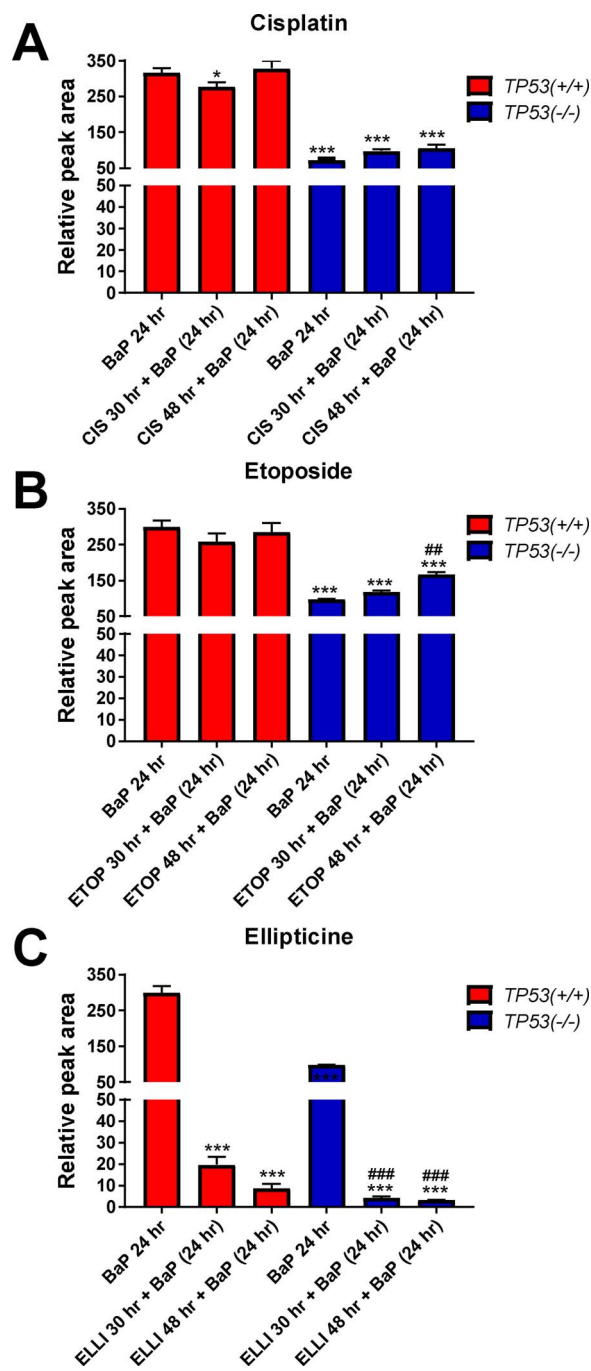 A
Cisplatin
Relative peak area
350
250
150
50
50
40
30
20
10
0
*
***
***
***
TP53(+/+)
TP53(-/-)
BaP 24 hr
CIS 30 hr + BaP (24 hr)
CIS 48 hr + BaP (24 hr)
BaP 24 hr
CIS 30 hr + BaP (24 hr)
CIS 48 hr + BaP (24 hr)
B
Etoposide
Relative peak area
350
250
150
50
50
40
30
20
10
0
***
***
##
***
TP53(+/+)
TP53(-/-)
BaP 24 hr
ETOP 30 hr + BaP (24 hr)
ETOP 48 hr + BaP (24 hr)
BaP 24 hr
ETOP 30 hr + BaP (24 hr)
ETOP 48 hr + BaP (24 hr)
C
Ellipticine
Relative peak area
350
250
150
50
50
40
30
20
10
0
***
***
***
###
***
###
***
TP53(+/+)
TP53(-/-)
BaP 24 hr
ELLI 30 hr + BaP (24 hr)
ELLI 48 hr + BaP (24 hr)
BaP 24 hr
ELLI 30 hr + BaP (24 hr)
ELLI 48 hr + BaP (24 hr)